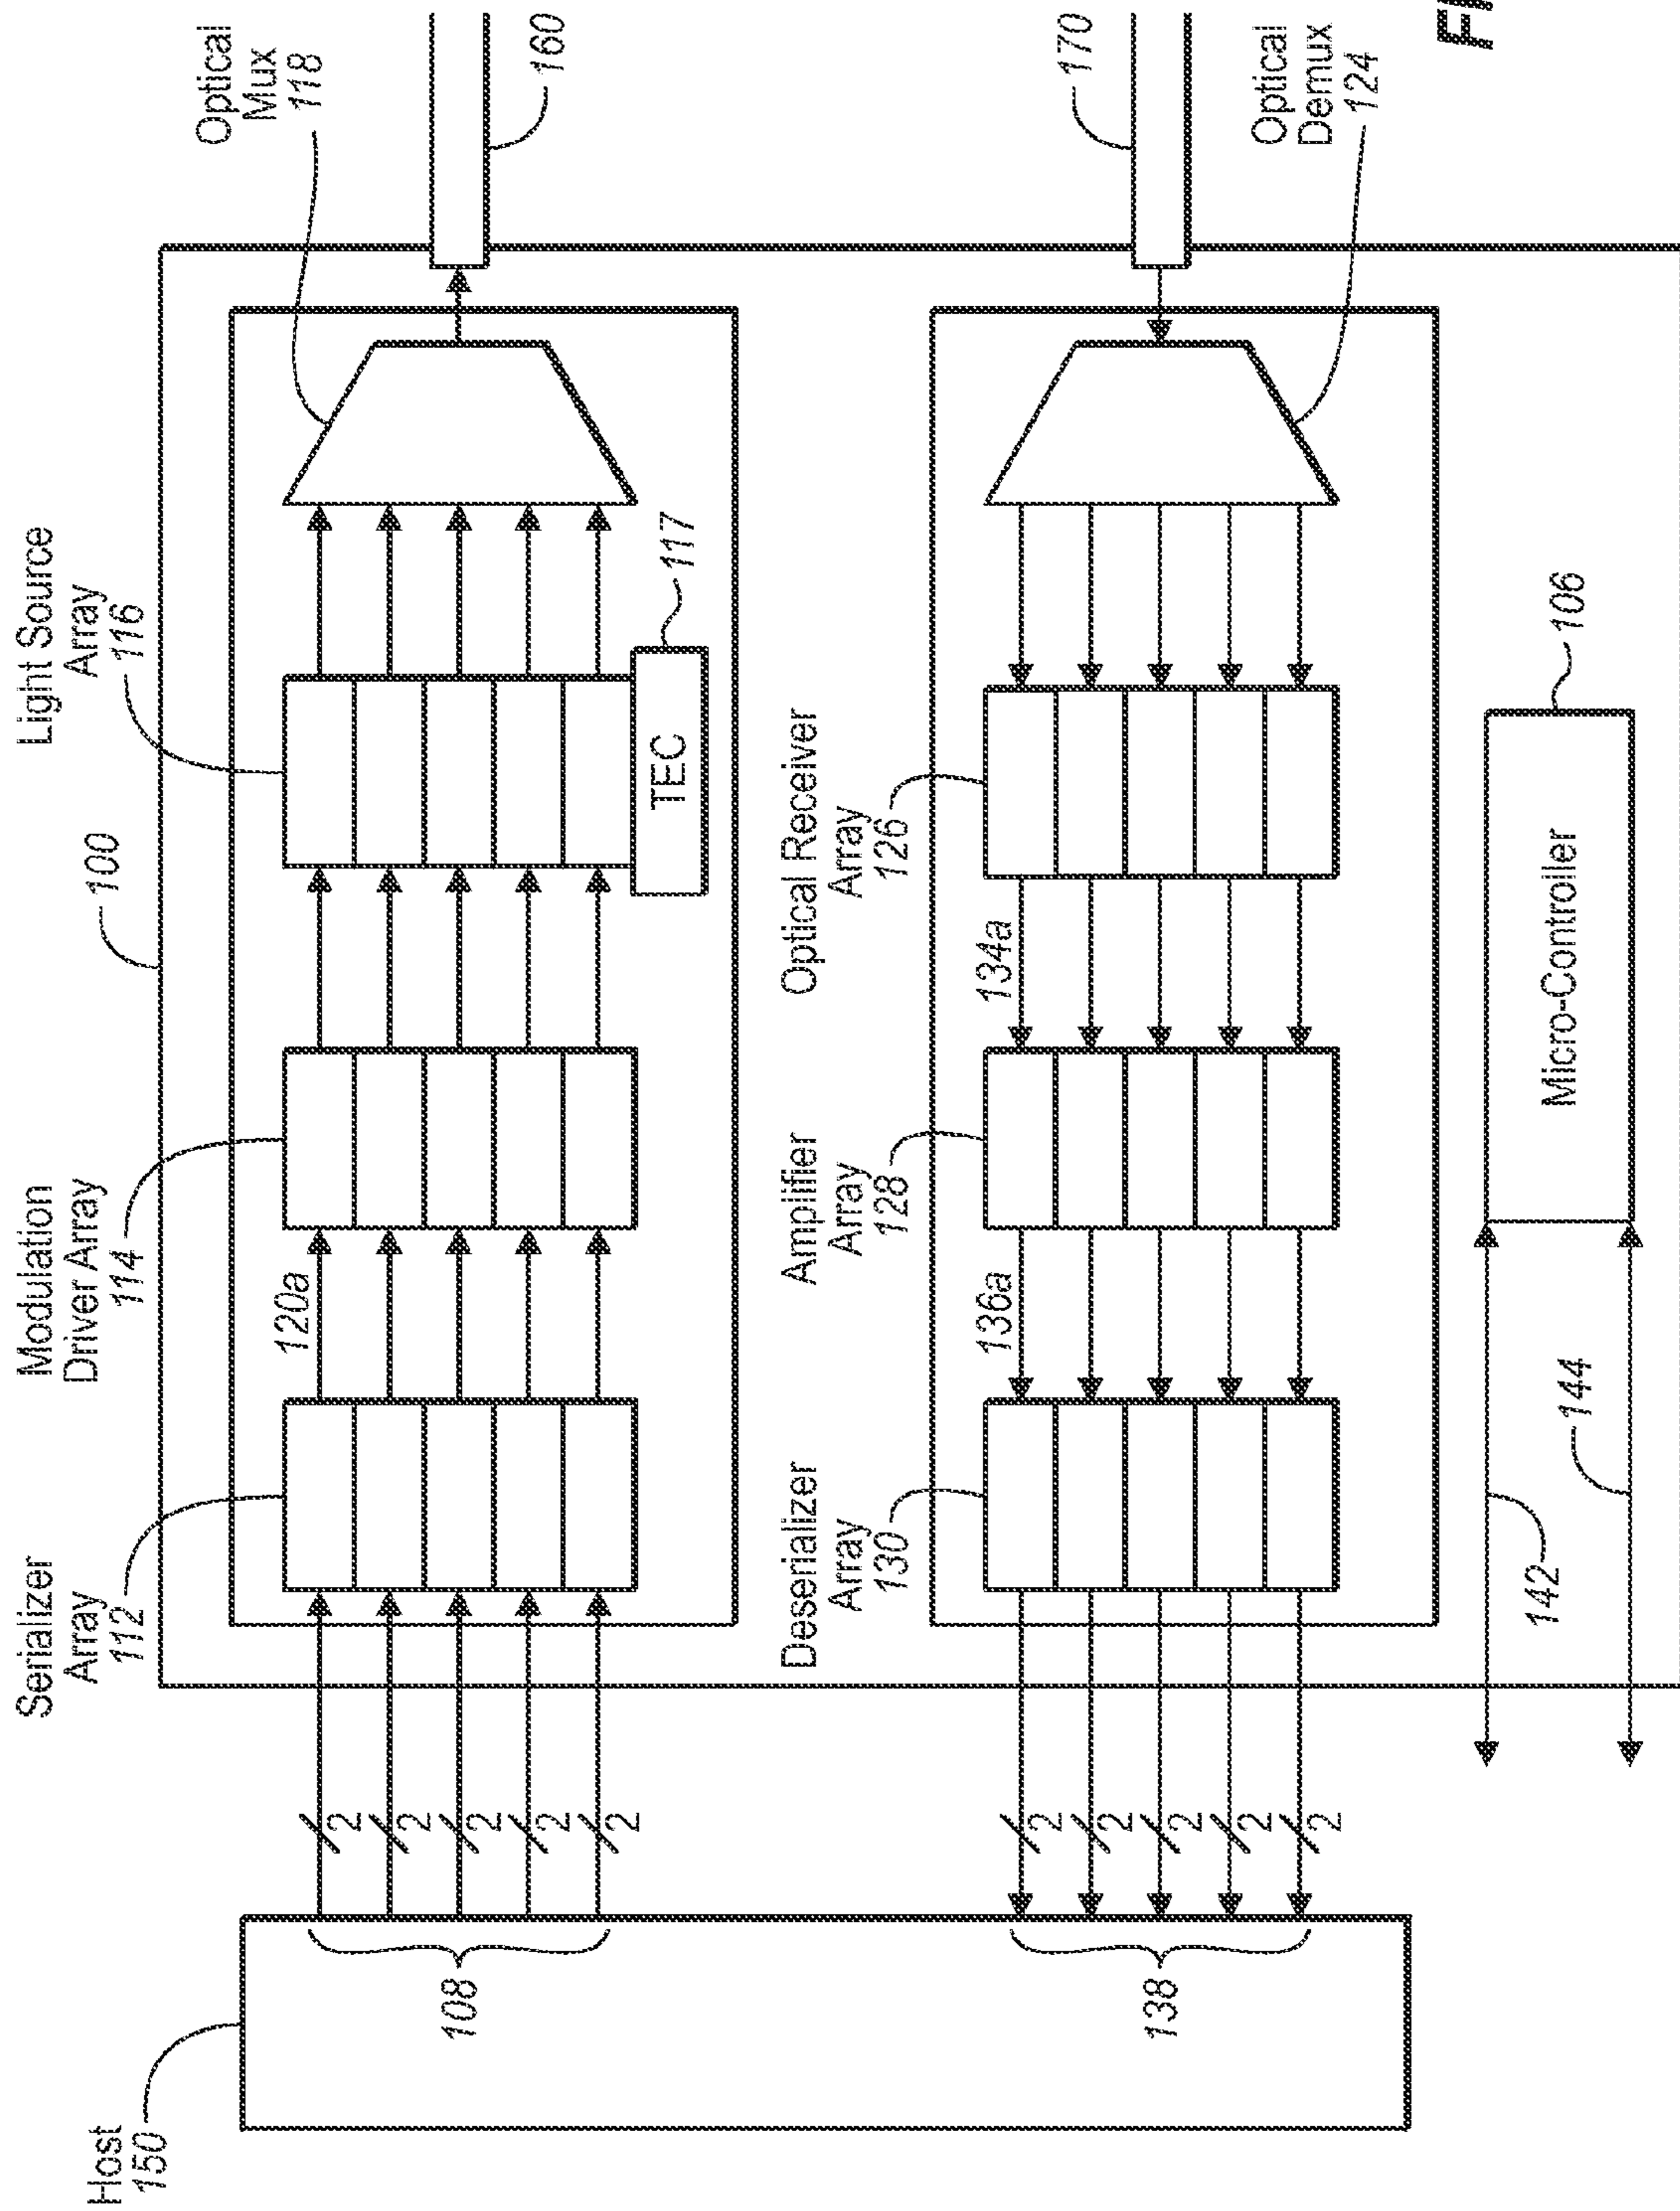 Host
150
108
138
Serializer
Array
112
Modulation
Driver Array
114
Light Source
Array
116
Optical
Mux
118
100
120a
TEC
117
160
2
2
2
2
2
Deserializer
Array
130
Amplifier
Array
128
Optical Receiver
Array
126
136a
134a
170
Optical
Demux
124
2
2
2
2
2
Micro-Controller
106
142
144